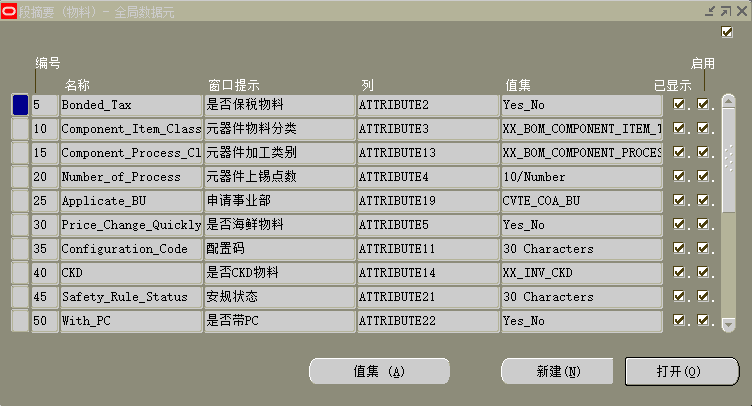 段摘要（物料）- 全局数据元
编号 启用
名称 窗口提示 列 值集 已显示
5 Bonded_Tax 是否保税物料 ATTRIBUTE2 Yes_No
10 Component_Item_Class 元器件物料分类 ATTRIBUTE3 XX_BOM_COMPONENT_ITEM_T
15 Component_Process_Cl 元器件加工类别 ATTRIBUTE13 XX_BOM_COMPONENT_PROCES
20 Number_of_Process 元器件上锡点数 ATTRIBUTE4 10/Number
25 Applicate_BU 申请事业部 ATTRIBUTE19 CVTE_COA_BU
30 Price_Change_Quickly 是否海鲜物料 ATTRIBUTE5 Yes_No
35 Configuration_Code 配置码 ATTRIBUTE11 30 Characters
40 CKD 是否CKD物料 ATTRIBUTE14 XX_INV_CKD
45 Safety_Rule_Status 安规状态 ATTRIBUTE21 30 Characters
50 With_PC 是否带PC ATTRIBUTE22 Yes_No
值集 (A) 新建(N) 打开(O)